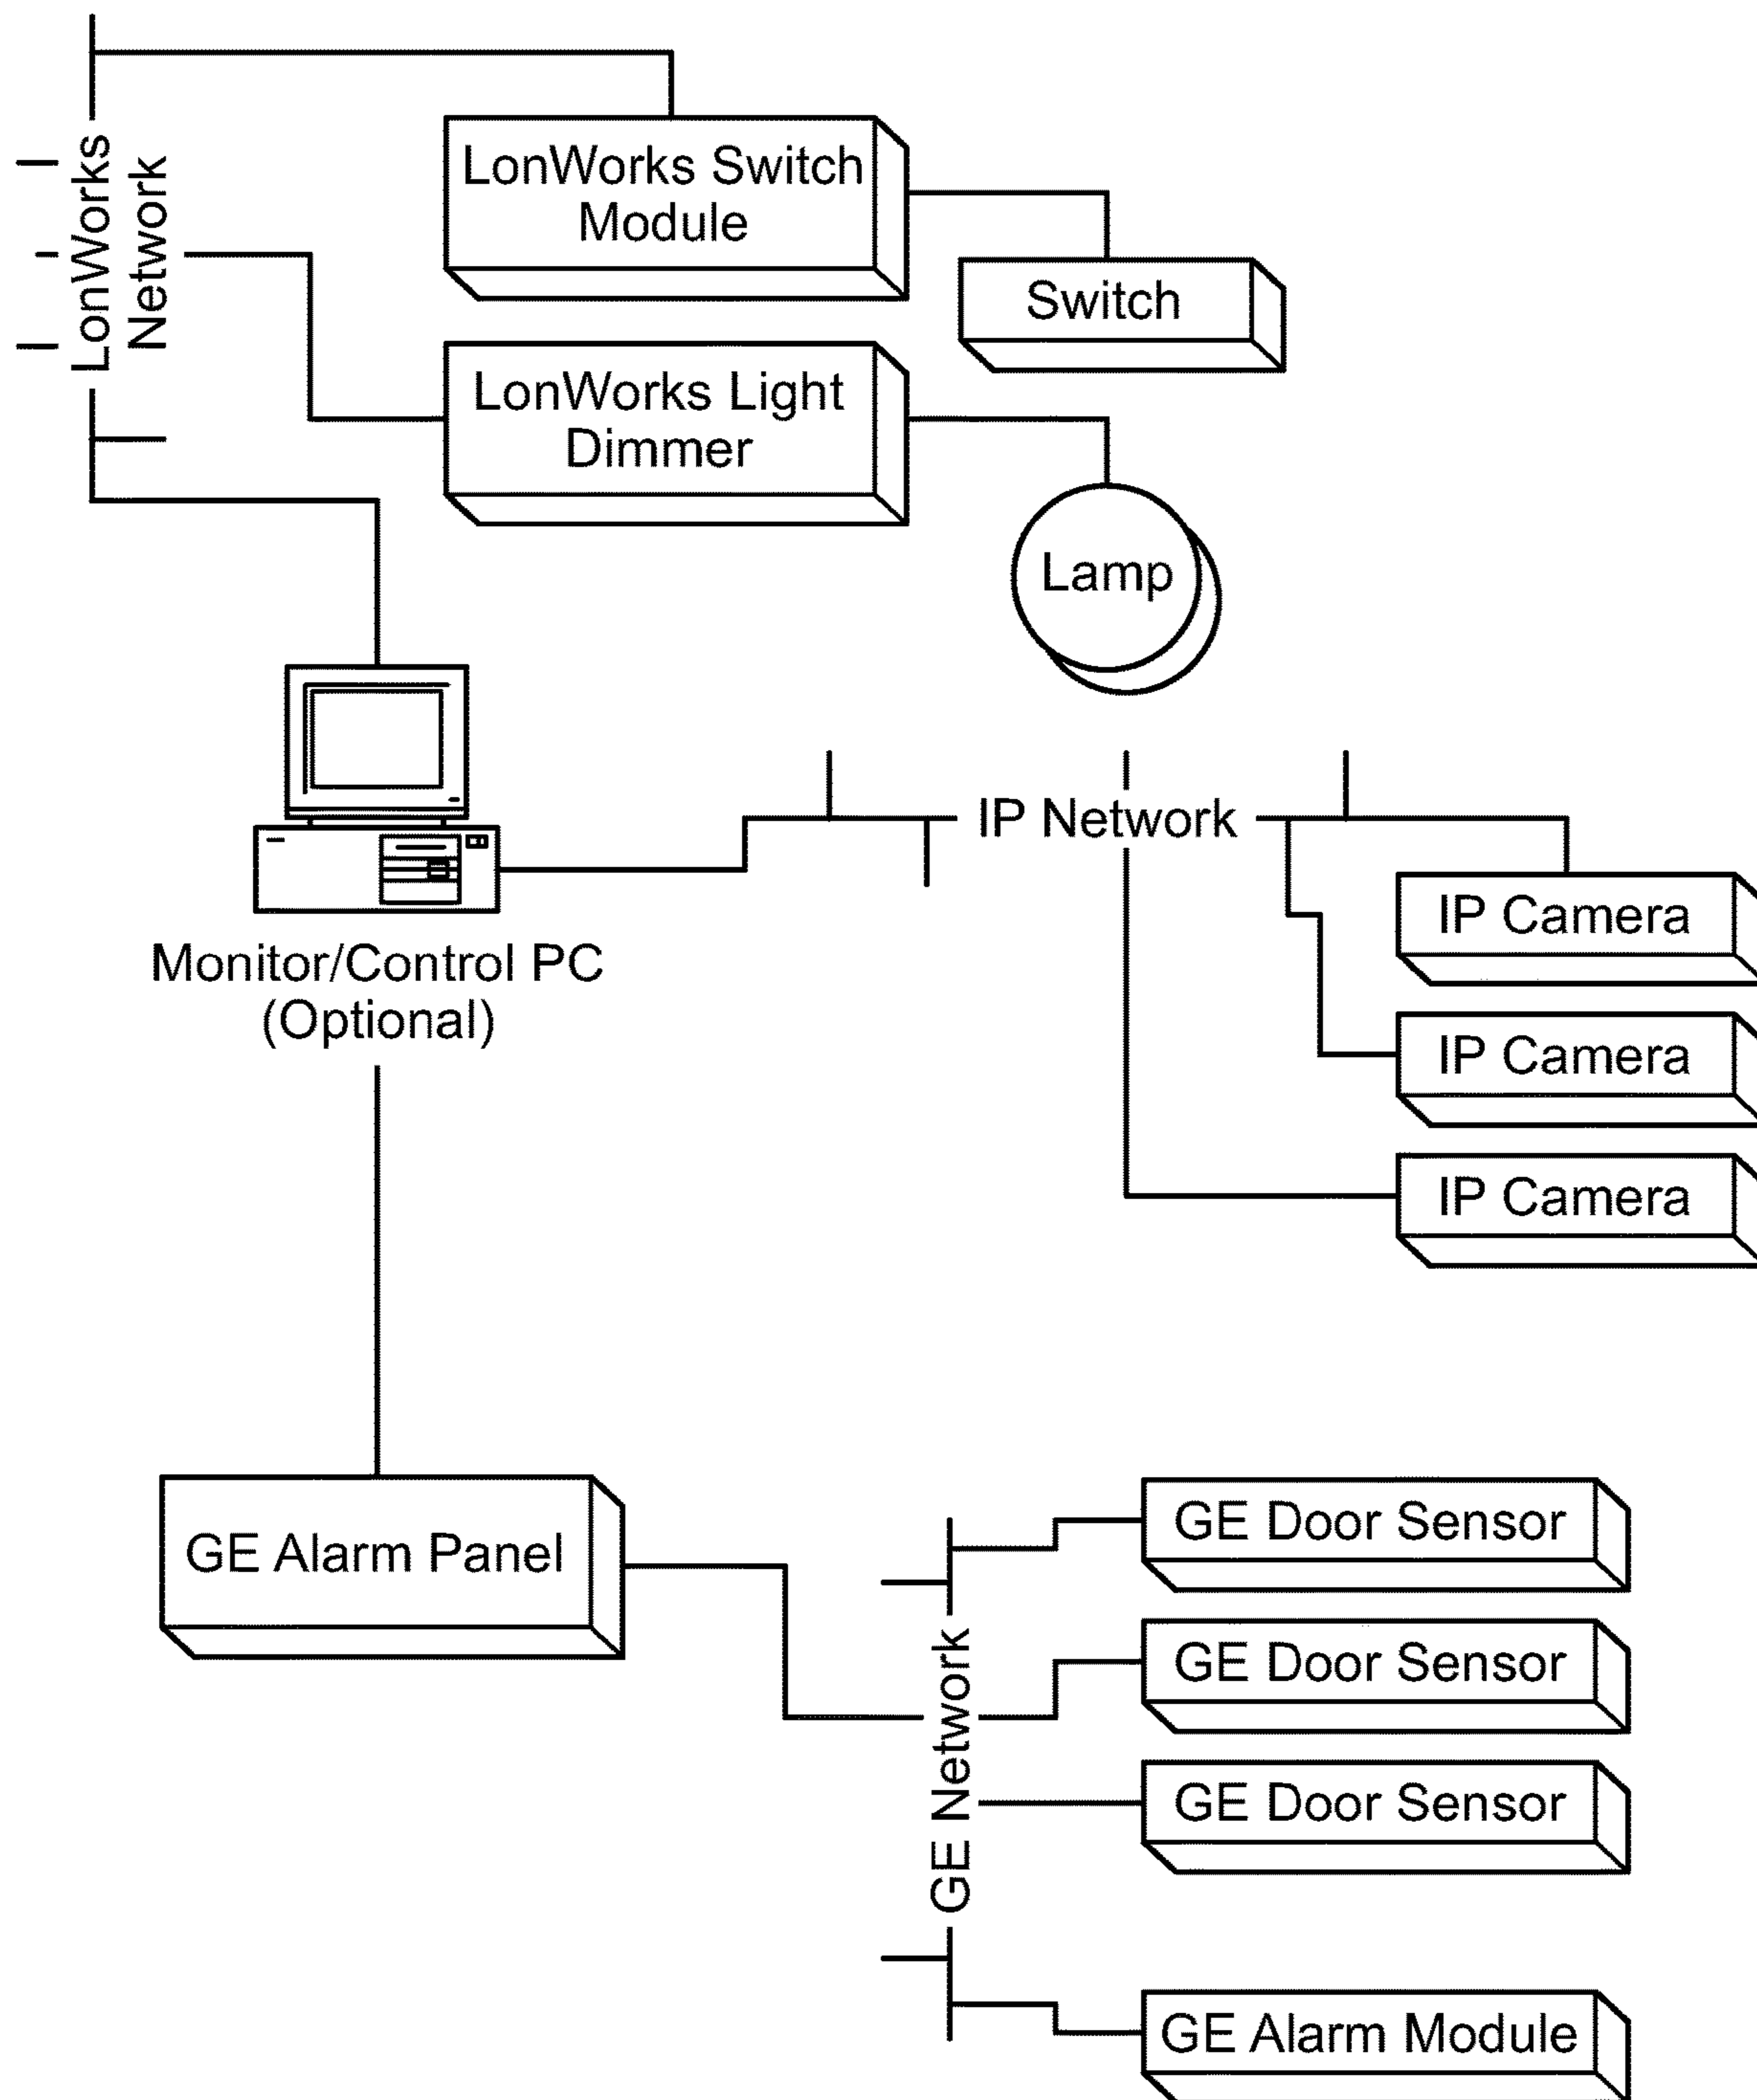 LonWorks
Network
LonWorks Switch
Module
Switch
LonWorks Light
Dimmer
Lamp
IP Network
IP Camera
Monitor/Control PC
(Optional)
IP Camera
IP Camera
GE Alarm Panel
GE Network
GE Door Sensor
GE Door Sensor
GE Door Sensor
GE Alarm Module